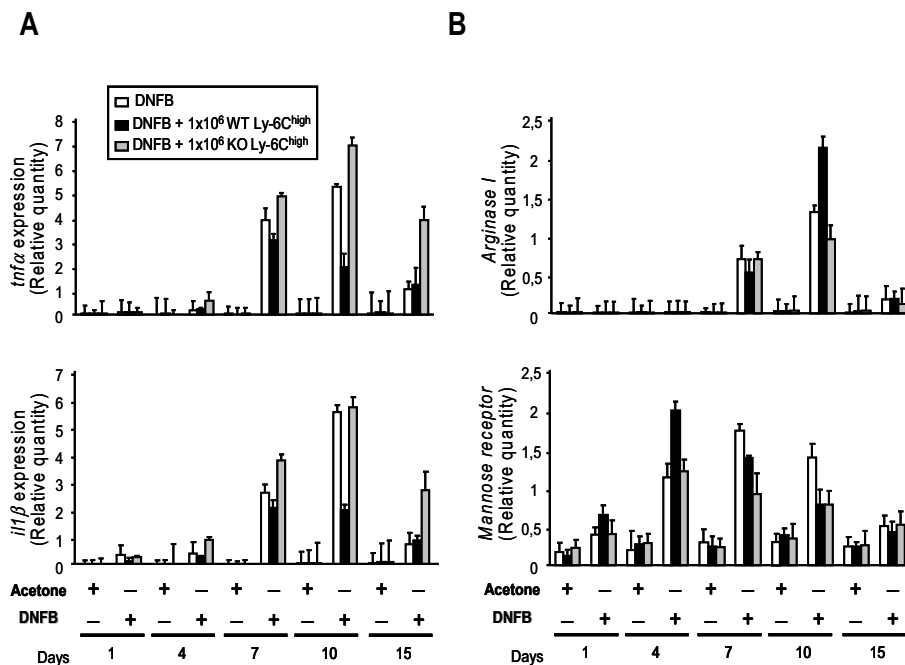 A
B
DNFB
DNFB + 1x10⁶ WT Ly-6Cʰⁱᵍʰ
DNFB + 1x10⁶ KO Ly-6Cʰⁱᵍʰ
tnfα expression
(Relative quantity)
8
7
6
5
4
3
2
1
0
Arginase I
(Relative quantity)
2,5
2
1,5
1
0,5
0
il1β expression
(Relative quantity)
7
6
5
4
3
2
1
0
Mannose receptor
(Relative quantity)
2,5
2
1,5
1
0,5
0
Acetone + – + – + – + – + –
DNFB – + – + – + – + – +
Days 1 4 7 10 15
Acetone + – + – + – + – + –
DNFB – + – + – + – + – +
Days 1 4 7 10 15